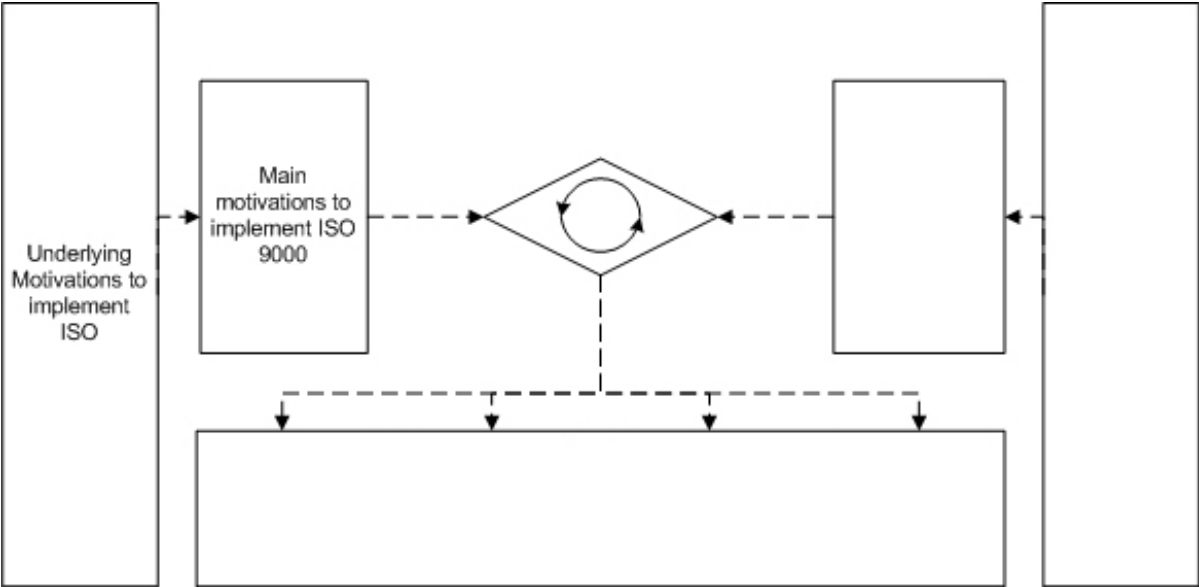 Underlying
Motivations to
implement
ISO
Main
motivations to
implement ISO
9000